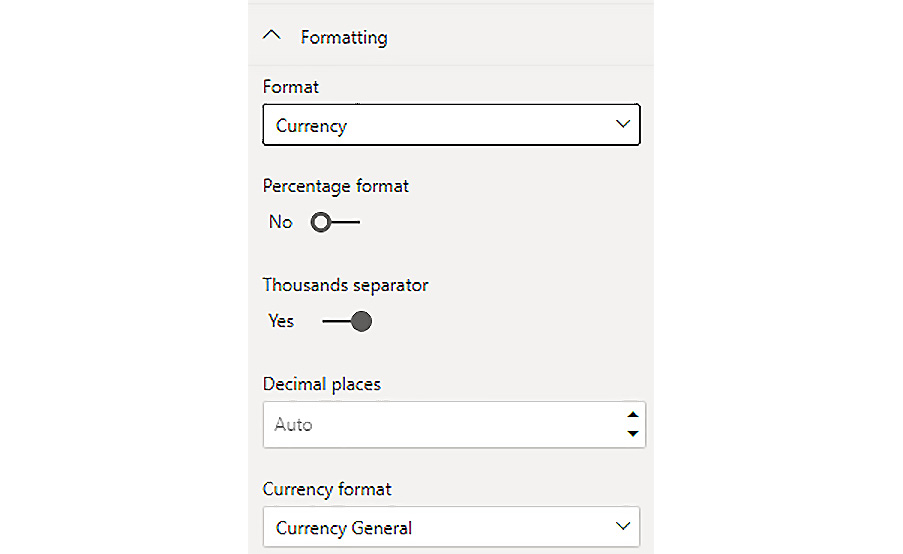 Formatting
Format
Currency
Percentage format
No
Thousands separator
Yes
Decimal places
Auto
Currency format
Currency General